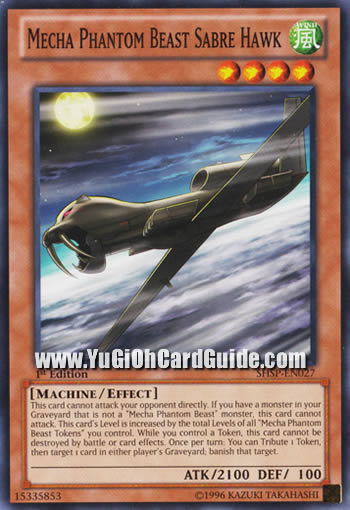 MECHA PHANTOM BEAST SABRE HAWK
WIND
風
www.YuGiOhCardGuide.com
1st Edition
SHSP-EN027
[MACHINE/EFFECT]
This card cannot attack your opponent directly. If you have a monster in
your Graveyard that is not a "Mecha Phantom Beast" monster, this card cannot
attack. This card's Level is increased by the total Levels of all "Mecha Phantom
Beast Tokens" you control. While you control a Token, this card cannot be
destroyed by battle or card effects. Once per turn: You can Tribute 1 Token,
then target 1 card in either player's Graveyard; banish that target.
ATK/2100 DEF/ 100
15335853
©1996 KAZUKI TAKAHASHI